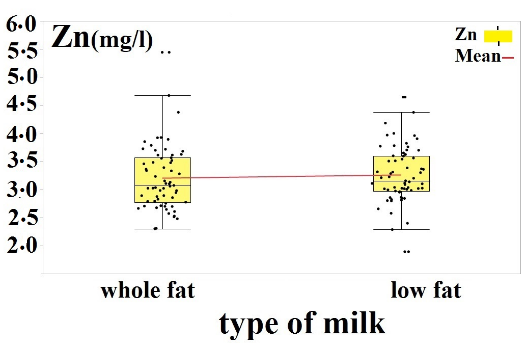 Zn(mg/l)
Zn
Mean
6·0
5·5
5·0
4·5
4·0
3·5
3·0
2·5
2·0
whole fat
low fat
type of milk